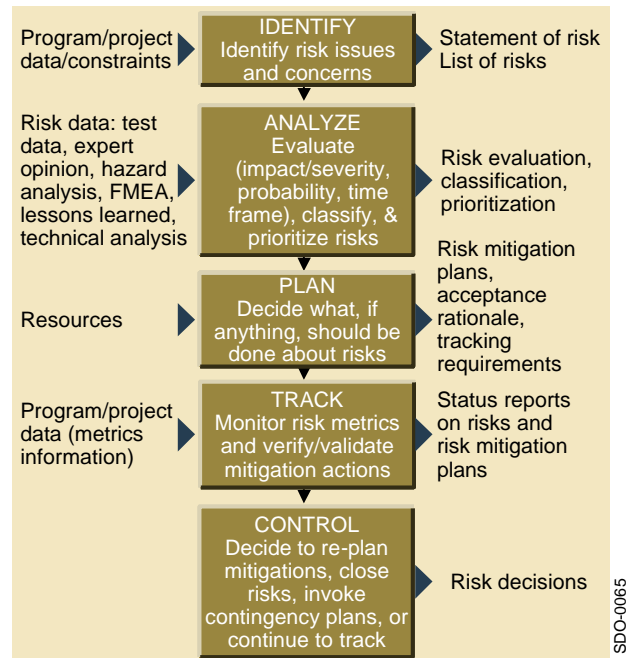 Program/project
data/constraints
IDENTIFY
Identify risk issues
and concerns
Statement of risk
List of risks
Risk data: test
data, expert
opinion, hazard
analysis, FMEA,
lessons learned,
technical analysis
ANALYZE
Evaluate
(impact/severity,
probability, time
frame), classify, &
prioritize risks
Risk evaluation,
classification,
prioritization
Resources
PLAN
Decide what, if
anything, should be
done about risks
Risk mitigation
plans,
acceptance
rationale,
tracking
requirements
Program/project
data (metrics
information)
TRACK
Monitor risk metrics
and verify/validate
mitigation actions
Status reports
on risks and
risk mitigation
plans
CONTROL
Decide to re-plan
mitigations, close
risks, invoke
contingency plans, or
continue to track
Risk decisions
SDO-0065